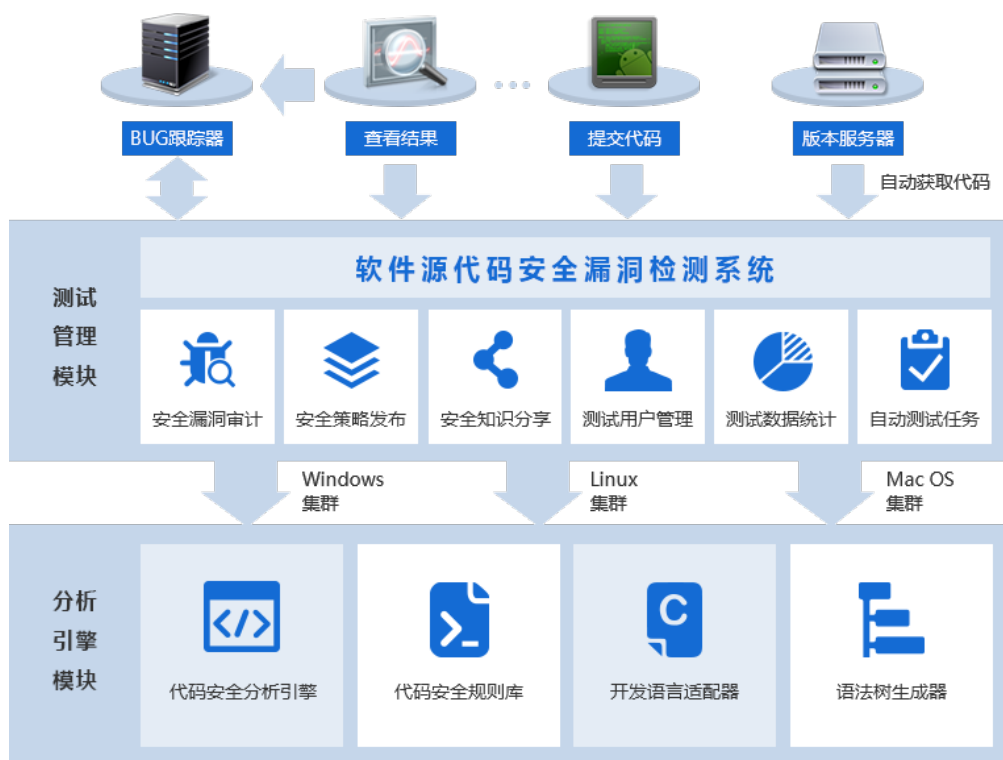 BUG跟踪器
查看结果
提交代码
版本服务器
自动获取代码
测试
管理
模块
软件源代码安全漏洞检测系统
安全漏洞审计
安全策略发布
安全知识分享
测试用户管理
测试数据统计
自动测试任务
Windows
集群
Linux
集群
Mac OS
集群
分析
引擎
模块
C
代码安全分析引擎
代码安全规则库
开发语言适配器
语法树生成器